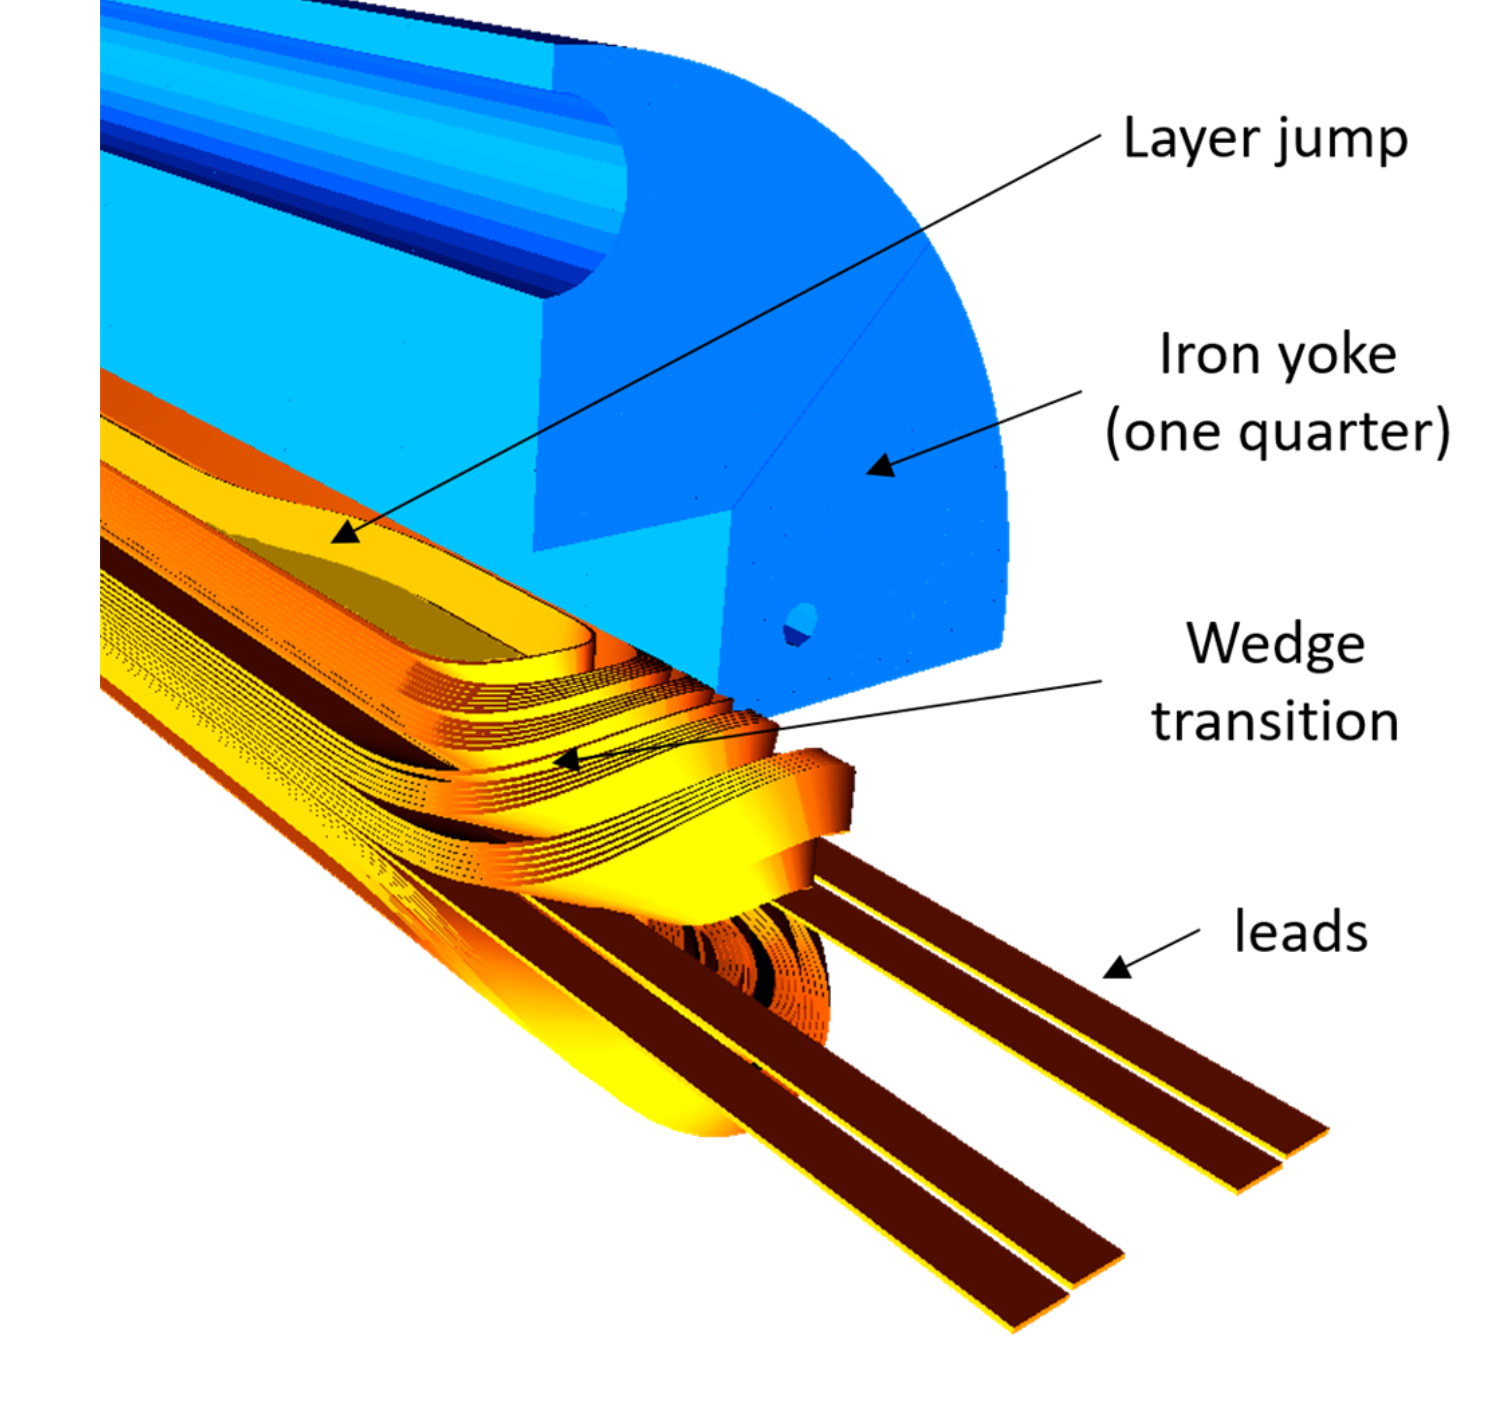 Layer jump
Iron yoke
(one quarter)
Wedge
transition
leads